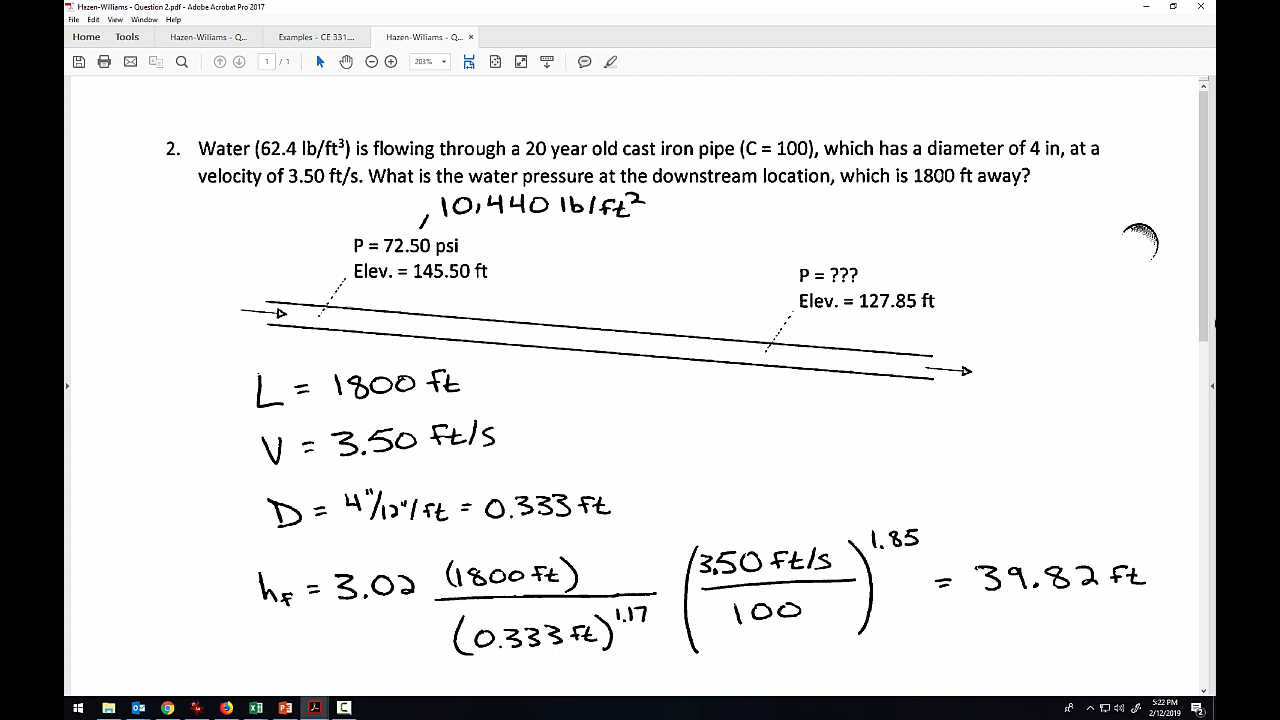 Hazen-Williams - Question 2.pdf - Adobe Acrobat Pro 2017
File Edit View Window Help
Home Tools Hazen-Wiliams - Q... Examples - CE 331.... Hazen-Wiliams - Q... ×
1 / 1 203%
2. Water (62.4 lb/ft³) is flowing through a 20 year old cast iron pipe (C = 100), which has a diameter of 4 in, at a
velocity of 3.50 ft/s. What is the water pressure at the downstream location, which is 1800 ft away?
, 10,440 lb/ft²
P = 72.50 psi
Elev. = 145.50 ft
P = ???
Elev. = 127.85 ft
L = 1800 ft
V = 3.50 ft/s
D = 4"/12"/ft = 0.333 ft
hf = 3.02 (1800 ft) / (0.333 ft)^1.17 (3.50 ft/s / 100)^1.85 = 39.82 ft
5:22 PM
2/12/2019